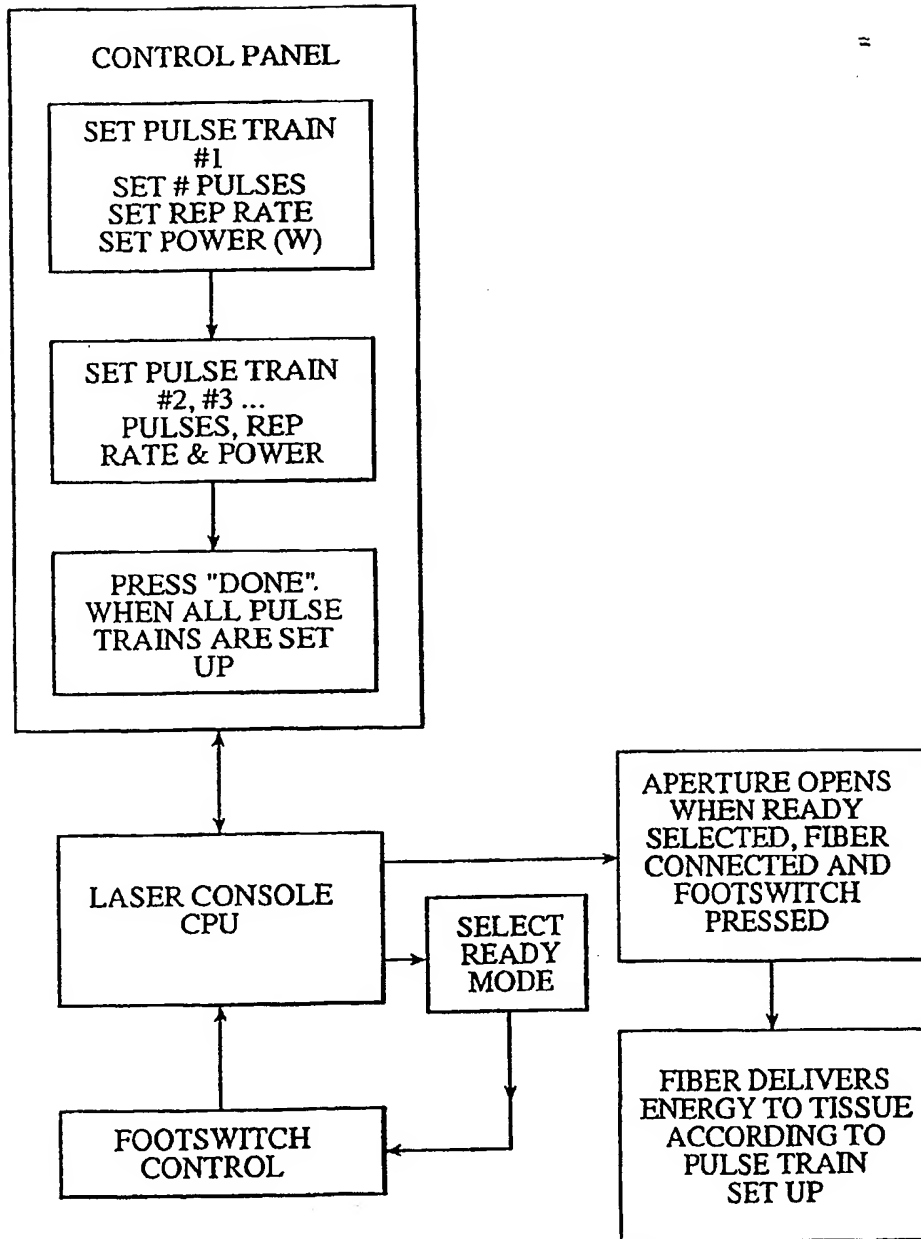 CONTROL PANEL
SET PULSE TRAIN
#1
SET # PULSES
SET REP RATE
SET POWER (W)
SET PULSE TRAIN
#2, #3 ...
PULSES, REP
RATE & POWER
PRESS "DONE".
WHEN ALL PULSE
TRAINS ARE SET
UP
LASER CONSOLE
CPU
SELECT
READY
MODE
FOOTSWITCH
CONTROL
APERTURE OPENS
WHEN READY
SELECTED, FIBER
CONNECTED AND
FOOTSWITCH
PRESSED
FIBER DELIVERS
ENERGY TO TISSUE
ACCORDING TO
PULSE TRAIN
SET UP